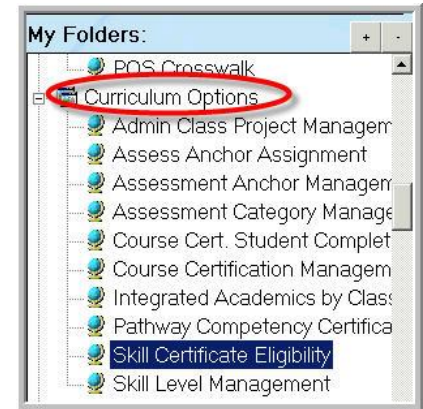 My Folders: + -
POS Crosswalk
Curriculum Options
Admin Class Project Managem
Assess Anchor Assignment
Assessment Anchor Managem
Assessment Category Manage
Course Cert. Student Complet
Course Certification Managem
Integrated Academics by Class
Pathway Competency Certifica
Skill Certificate Eligibility
Skill Level Management